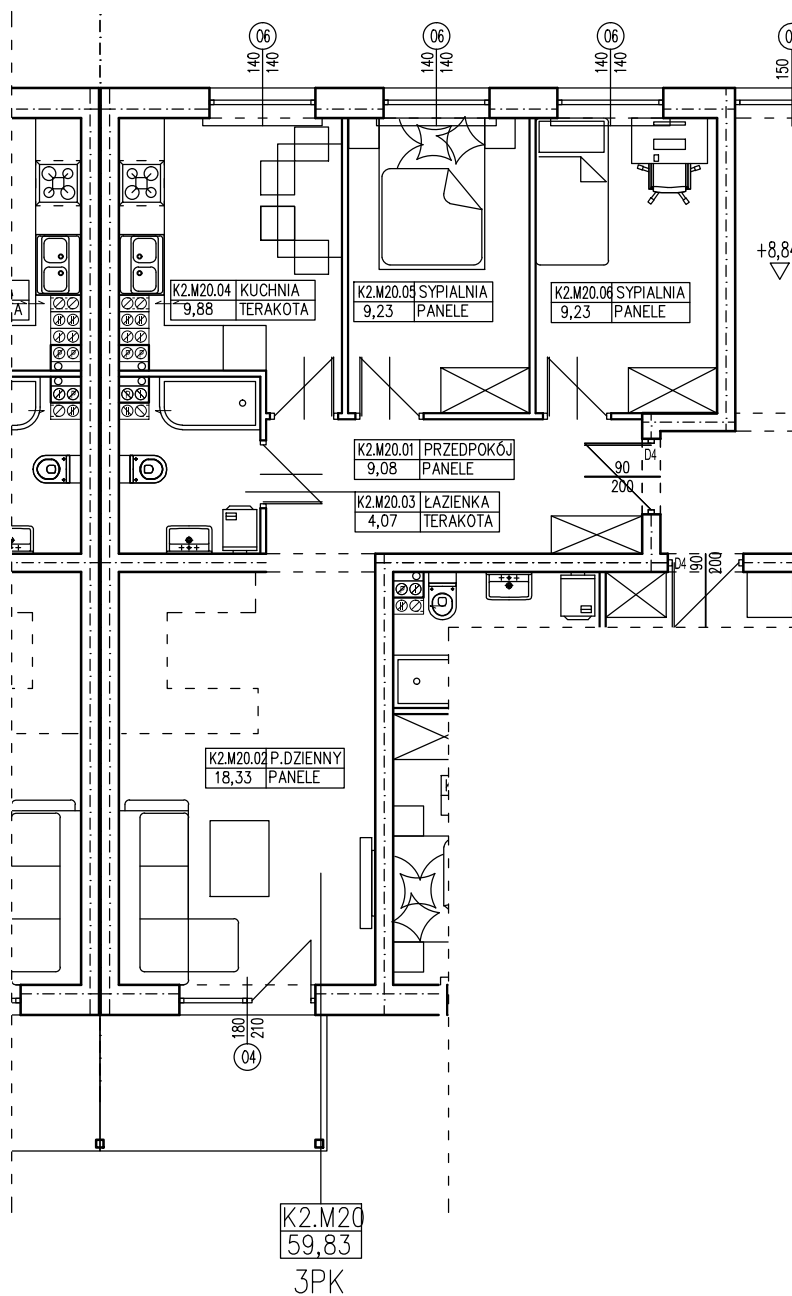 06
140
140
06
140
140
06
140
140
150
+8,84
K2.M20.04 KUCHNIA
9,88 TERAKOTA
K2.M20.05 SYPIALNIA
9,23 PANELE
K2.M20.06 SYPIALNIA
9,23 PANELE
A
K2.M20.01 PRZEDPOKÓJ
9,08 PANELE
K2.M20.03 ŁAZIENKA
4,07 TERAKOTA
D4
90
200
D4
90
200
K2.M20.02 P.DZIENNY
18,33 PANELE
180
210
04
K2.M20
59,83
3PK